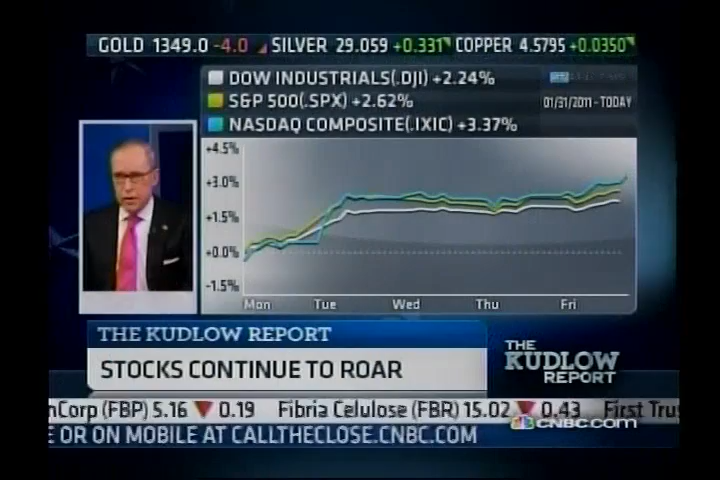 GOLD 1349.0 -4.0 SILVER 29.059 +0.331 COPPER 4.5795 +0.0350
DOW INDUSTRIALS(.DJI) +2.24%
S&P 500(.SPX) +2.62%
01/31/2011 - TODAY
NASDAQ COMPOSITE(.IXIC) +3.37%
+4.5%
+3.0%
+1.5%
+0.0%
-1.5%
Mon Tue Wed Thu Fri
THE KUDLOW REPORT
STOCKS CONTINUE TO ROAR
THE
KUDLOW
REPORT
nCorp (FBP) 5.16 ▼ 0.19 Fibria Celulose (FBR) 15.02 ▼ 0.43 First Trus
CNBC.COM
E OR ON MOBILE AT CALLTHECLOSE.CNBC.COM